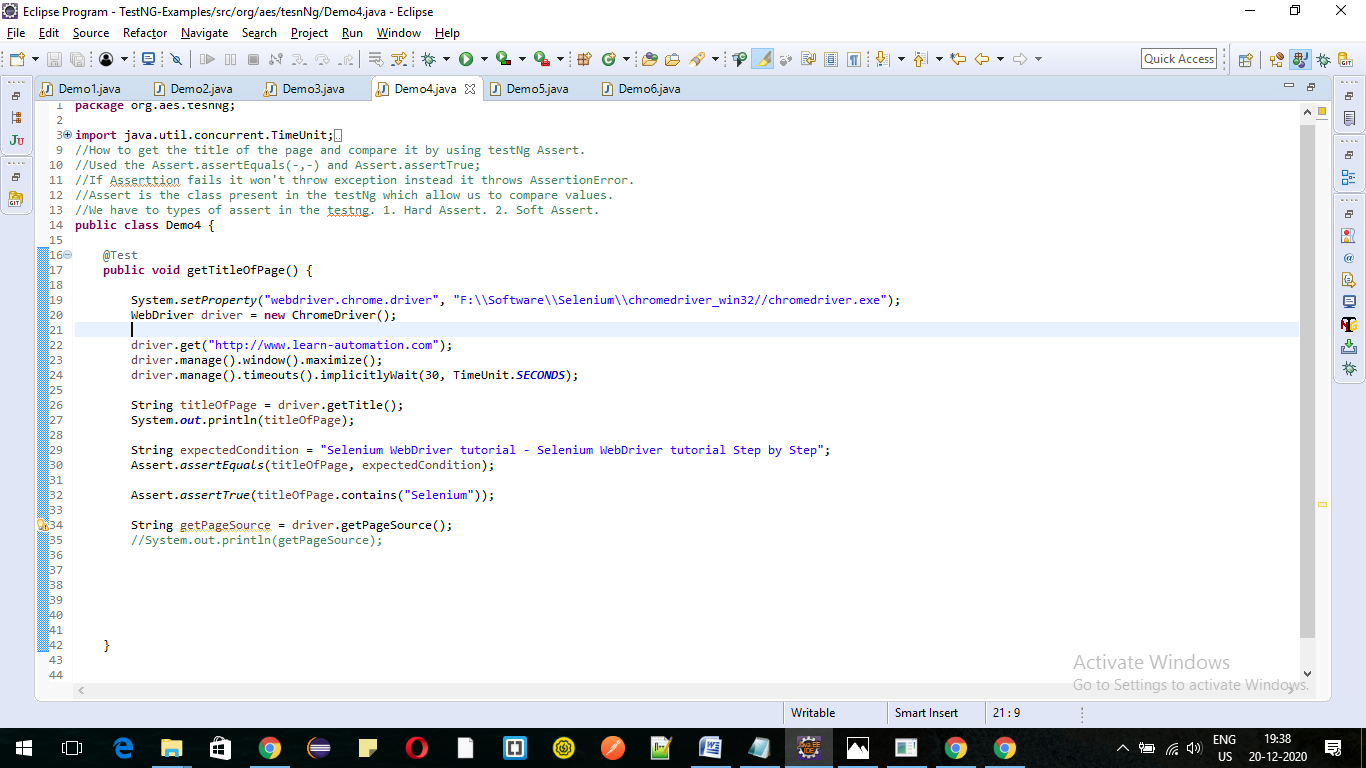 Eclipse Program - TestNG-Examples/src/org/aes/tesnNg/Demo4.java - Eclipse
File Edit Source Refactor Navigate Search Project Run Window Help
Quick Access
Demo1.java Demo2.java Demo3.java Demo4.java Demo5.java Demo6.java
1 package org.aes.tesnNg;
2
3 import java.util.concurrent.TimeUnit;
9 //How to get the title of the page and compare it by using testNg Assert.
10 //Used the Assert.assertEquals(-,-) and Assert.assertTrue;
11 //If Asserttion fails it won't throw exception instead it throws AssertionError.
12 //Assert is the class present in the testNg which allow us to compare values.
13 //We have to types of assert in the testng. 1. Hard Assert. 2. Soft Assert.
14 public class Demo4 {
15
16 @Test
17 public void getTitleOfPage() {
18
19 System.setProperty("webdriver.chrome.driver", "F:\\Software\\Selenium\\chromedriver_win32//chromedriver.exe");
20 WebDriver driver = new ChromeDriver();
21
22 driver.get("http://www.learn-automation.com");
23 driver.manage().window().maximize();
24 driver.manage().timeouts().implicitlyWait(30, TimeUnit.SECONDS);
25
26 String titleOfPage = driver.getTitle();
27 System.out.println(titleOfPage);
28
29 String expectedCondition = "Selenium WebDriver tutorial - Selenium WebDriver tutorial Step by Step";
30 Assert.assertEquals(titleOfPage, expectedCondition);
31
32 Assert.assertTrue(titleOfPage.contains("Selenium"));
33
34 String getPageSource = driver.getPageSource();
35 //System.out.println(getPageSource);
36
37
38
39
40
41
42 }
43
44
Activate Windows
Go to Settings to activate Windows.
Writable Smart Insert 21 : 9
ENG
US
19:38
20-12-2020